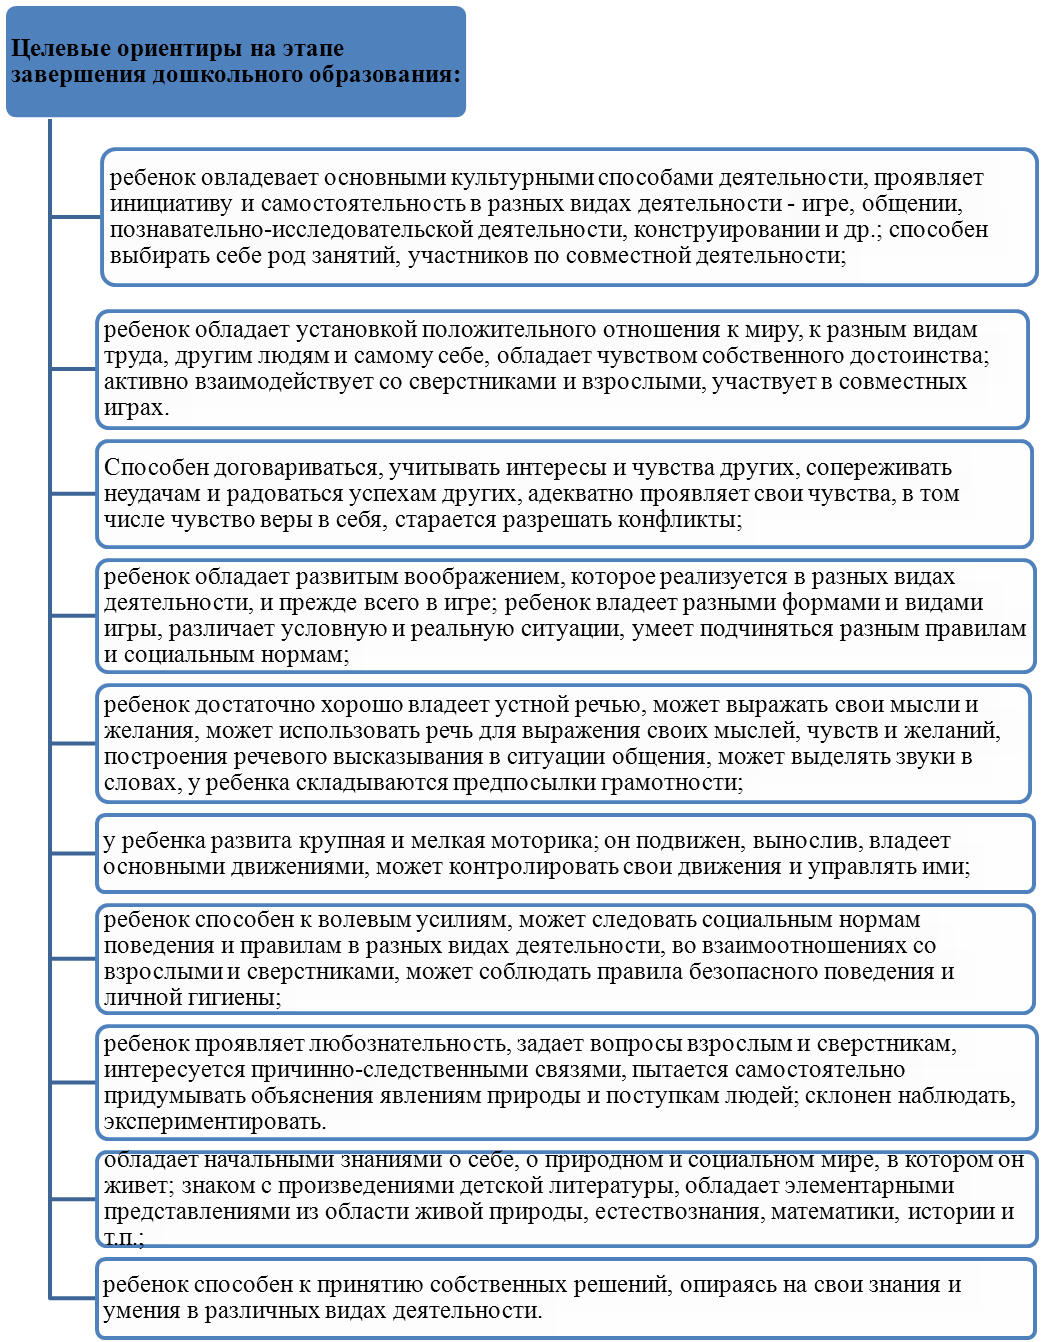 Целевые ориентиры на этапе
завершения дошкольного образования:
ребенок овладевает основными культурными способами деятельности, проявляет
инициативу и самостоятельность в разных видах деятельности - игре, общении,
познавательно-исследовательской деятельности, конструировании и др.; способен
выбирать себе род занятий, участников по совместной деятельности;
ребенок обладает установкой положительного отношения к миру, к разным видам
труда, другим людям и самому себе, обладает чувством собственного достоинства;
активно взаимодействует со сверстниками и взрослыми, участвует в совместных
играх.
Способен договариваться, учитывать интересы и чувства других, сопереживать
неудачам и радоваться успехам других, адекватно проявляет свои чувства, в том
числе чувство веры в себя, старается разрешать конфликты;
ребенок обладает развитым воображением, которое реализуется в разных видах
деятельности, и прежде всего в игре; ребенок владеет разными формами и видами
игры, различает условную и реальную ситуации, умеет подчиняться разным правилам
и социальным нормам;
ребенок достаточно хорошо владеет устной речью, может выражать свои мысли и
желания, может использовать речь для выражения своих мыслей, чувств и желаний,
построения речевого высказывания в ситуации общения, может выделять звуки в
словах, у ребенка складываются предпосылки грамотности;
у ребенка развита крупная и мелкая моторика; он подвижен, вынослив, владеет
основными движениями, может контролировать свои движения и управлять ими;
ребенок способен к волевым усилиям, может следовать социальным нормам
поведения и правилам в разных видах деятельности, во взаимоотношениях со
взрослыми и сверстниками, может соблюдать правила безопасного поведения и
личной гигиены;
ребенок проявляет любознательность, задает вопросы взрослым и сверстникам,
интересуется причинно-следственными связями, пытается самостоятельно
придумывать объяснения явлениям природы и поступкам людей; склонен наблюдать,
экспериментировать.
обладает начальными знаниями о себе, о природном и социальном мире, в котором он
живет; знаком с произведениями детской литературы, обладает элементарными
представлениями из области живой природы, естествознания, математики, истории и
т.п.;
ребенок способен к принятию собственных решений, опираясь на свои знания и
умения в различных видах деятельности.